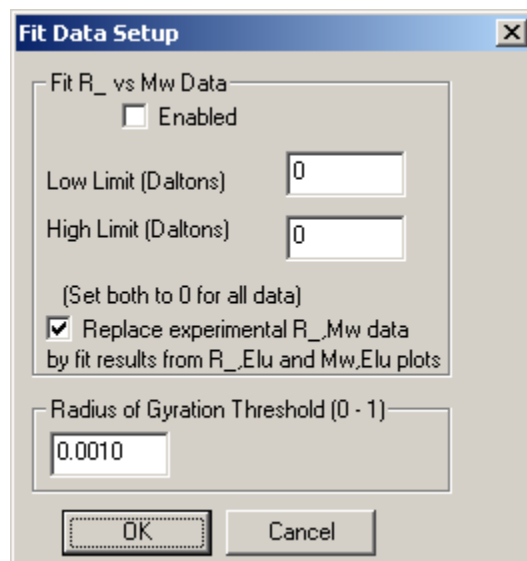 Fit Data Setup
Fit R_ vs Mw Data
Enabled
Low Limit (Daltons)
0
High Limit (Daltons)
0
(Set both to 0 for all data)
Replace experimental R_,Mw data
by fit results from R_,Elu and Mw,Elu plots
Radius of Gyration Threshold (0 - 1)
0.0010
OK
Cancel